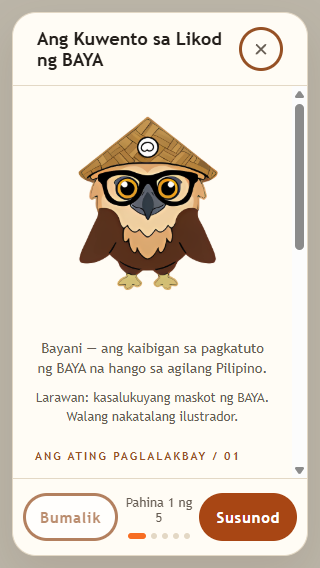 Ang Kuwento sa Likod
ng BAYA
Bayani — ang kaibigan sa pagkatuto
ng BAYA na hango sa agilang Pilipino.
Larawan: kasalukuyang maskot ng BAYA.
Walang nakatalang ilustrador.
ANG ATING PAGLALAKBAY / 01
Bumalik
Pahina 1 ng
5
Susunod